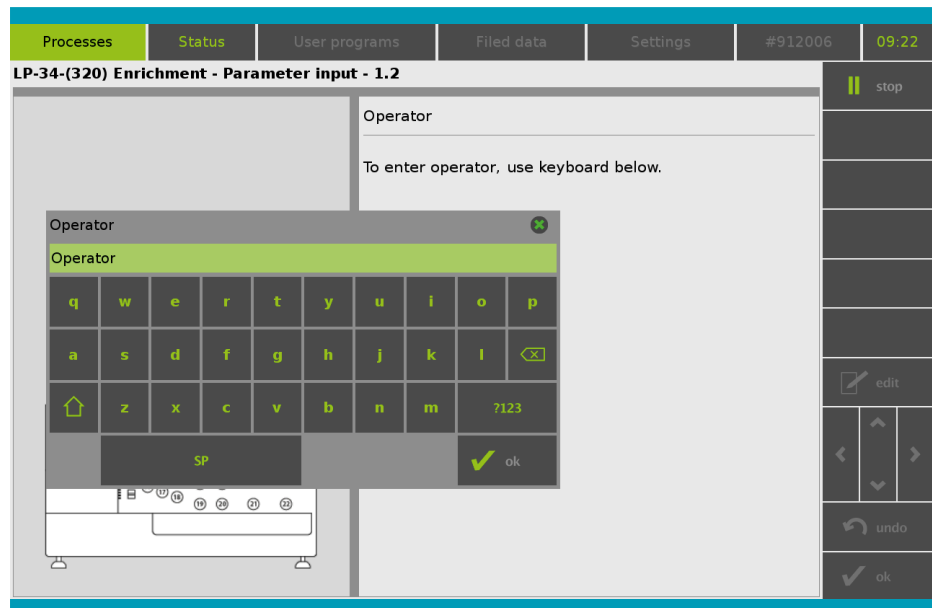 Processes Status User programs Filed data Settings #912006 09:22
LP-34-(320) Enrichment - Parameter input - 1.2
stop
Operator
To enter operator, use keyboard below.
Operator
Operator
q w e r t y u i o p
a s d f g h j k l
z x c v b n m ?123
SP ok
edit
17 18 19 20 21 22
undo
ok